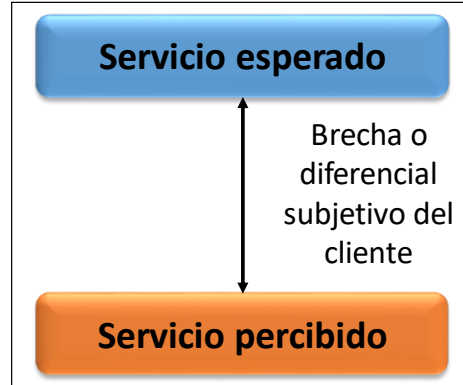 Servicio esperado
Brecha o
diferencial
subjetivo del
cliente
Servicio percibido